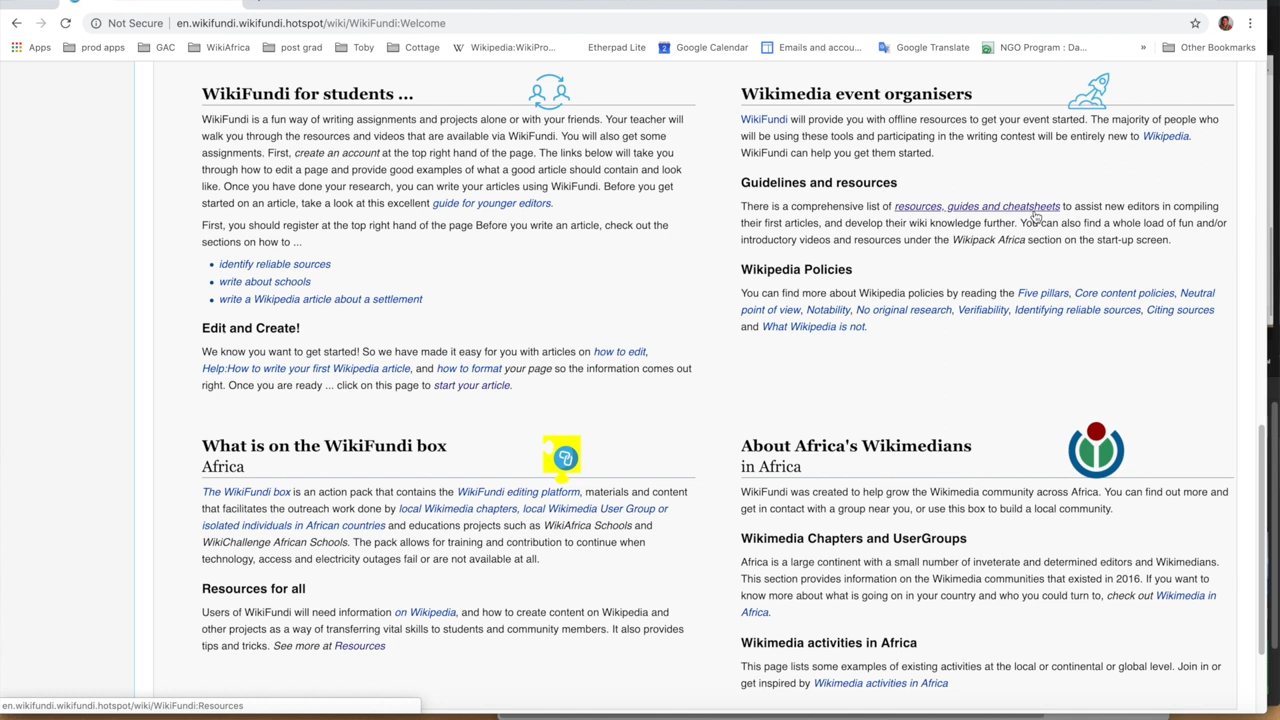 Not Secure en.wikifundi.wikifundi.hotspot/wiki/WikiFundi:Welcome
Apps prod apps GAC WikiAfrica post grad Toby Cottage Wikipedia:WikiPro... Etherpad Lite Google Calendar Emails and accou... Google Translate NGO Program : Da... » Other Bookmarks
WikiFundi for students ...
WikiFundi is a fun way of writing assignments and projects alone or with your friends. Your teacher will
walk you through the resources and videos that are available via WikiFundi. You will also get some
assignments. First, create an account at the top right hand of the page. The links below will take you
through how to edit a page and provide good examples of what a good article should contain and look
like. Once you have done your research, you can write your articles using WikiFundi. Before you get
started on an article, take a look at this excellent guide for younger editors.
First, you should register at the top right hand of the page Before you write an article, check out the
sections on how to ...
• identify reliable sources
• write about schools
• write a Wikipedia article about a settlement
Edit and Create!
We know you want to get started! So we have made it easy for you with articles on how to edit,
Help:How to write your first Wikipedia article, and how to format your page so the information comes out
right. Once you are ready ... click on this page to start your article.
Wikimedia event organisers
WikiFundi will provide you with offline resources to get your event started. The majority of people who
will be using these tools and participating in the writing contest will be entirely new to Wikipedia.
WikiFundi can help you get them started.
Guidelines and resources
There is a comprehensive list of resources, guides and cheatsheets to assist new editors in compiling
their first articles, and develop their wiki knowledge further. You can also find a whole load of fun and/or
introductory videos and resources under the Wikipack Africa section on the start-up screen.
Wikipedia Policies
You can find more about Wikipedia policies by reading the Five pillars, Core content policies, Neutral
point of view, Notability, No original research, Verifiability, Identifying reliable sources, Citing sources
and What Wikipedia is not.
What is on the WikiFundi box
Africa
The WikiFundi box is an action pack that contains the WikiFundi editing platform, materials and content
that facilitates the outreach work done by local Wikimedia chapters, local Wikimedia User Group or
isolated individuals in African countries and educations projects such as WikiAfrica Schools and
WikiChallenge African Schools. The pack allows for training and contribution to continue when
technology, access and electricity outages fail or are not available at all.
Resources for all
Users of WikiFundi will need information on Wikipedia, and how to create content on Wikipedia and
other projects as a way of transferring vital skills to students and community members. It also provides
tips and tricks. See more at Resources
About Africa's Wikimedians
in Africa
WikiFundi was created to help grow the Wikimedia community across Africa. You can find out more and
get in contact with a group near you, or use this box to build a local community.
Wikimedia Chapters and UserGroups
Africa is a large continent with a small number of inveterate and determined editors and Wikimedians.
This section provides information on the Wikimedia communities that existed in 2016. If you want to
know more about what is going on in your country and who you could turn to, check out Wikimedia in
Africa.
Wikimedia activities in Africa
This page lists some examples of existing activities at the local or continental or global level. Join in or
get inspired by Wikimedia activities in Africa
en.wikifundi.wikifundi.hotspot/wiki/WikiFundi:Resources